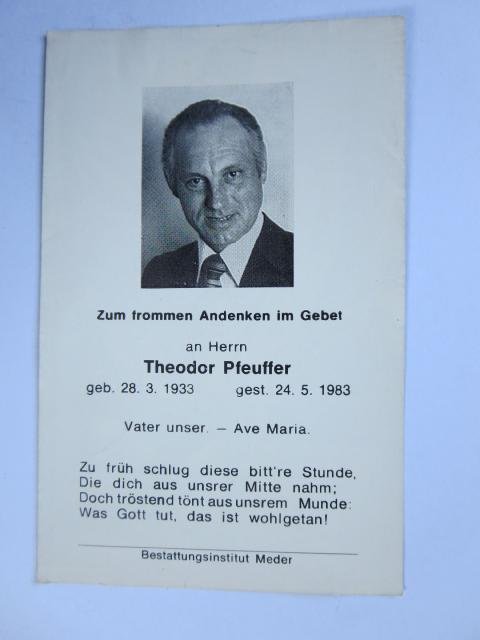 Zum frommen Andenken im Gebet
an Herrn
Theodor Pfeuffer
geb. 28. 3. 1933 gest. 24. 5. 1983
Vater unser. – Ave Maria.
Zu früh schlug diese bitt're Stunde,
Die dich aus unsrer Mitte nahm;
Doch tröstend tönt aus unsrem Munde:
Was Gott tut, das ist wohlgetan!
Bestattungsinstitut Meder